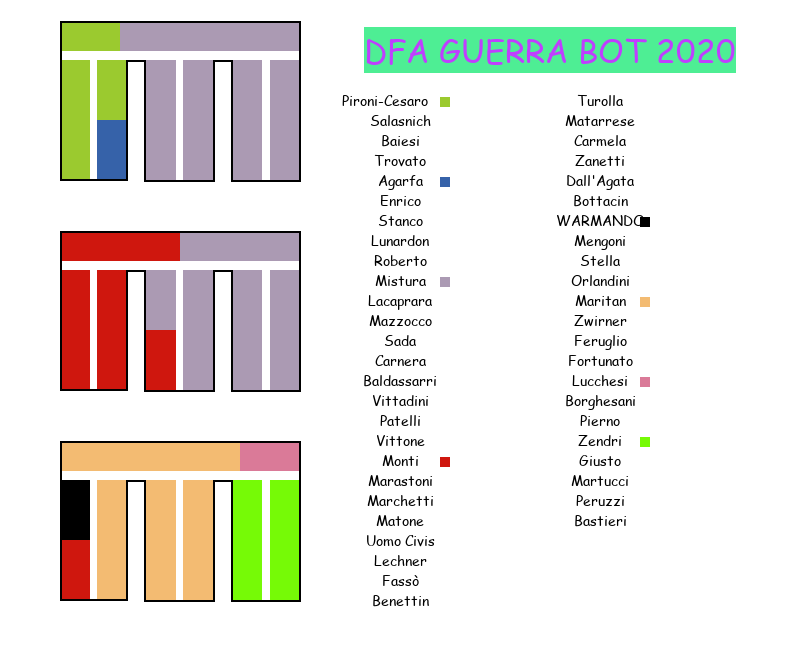 DFA GUERRA BOT 2020
Pironi-Cesaro
Salasnich
Baiesi
Trovato
Agarfa
Enrico
Stanco
Lunardon
Roberto
Mistura
Lacaprara
Mazzocco
Sada
Carnera
Baldassarri
Vittadini
Patelli
Vittone
Monti
Marastoni
Marchetti
Matone
Uomo Civis
Lechner
Fassò
Benettin
Turolla
Matarrese
Carmela
Zanetti
Dall'Agata
Bottacin
WARMANDO
Mengoni
Stella
Orlandini
Maritan
Zwirner
Feruglio
Fortunato
Lucchesi
Borghesani
Pierno
Zendri
Giusto
Martucci
Peruzzi
Bastieri